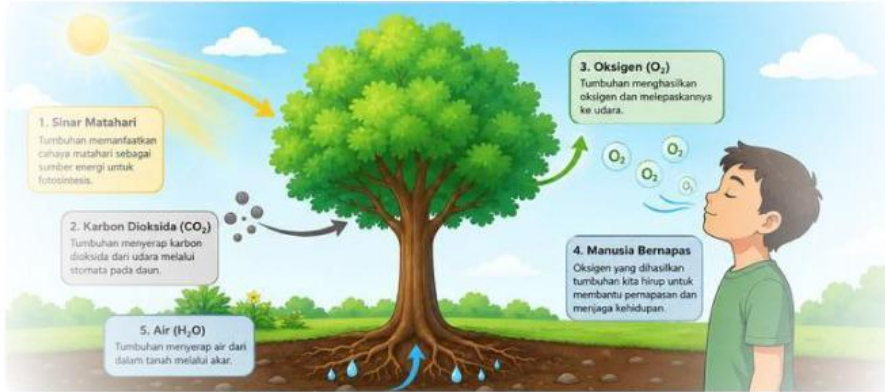 1. Sinar Matahari
Tumbuhan memanfaatkan
cahaya matahari sebagai
sumber energi untuk
fotosintesis.
2. Karbon Dioksida (CO₂)
Tumbuhan menyerap karbon
dioksida dari udara melalui
stomata pada daun.
3. Oksigen (O₂)
Tumbuhan menghasilkan
oksigen dan melepaskannya
ke udara.
O₂
O₂
O₂
O₂
4. Manusia Bernapas
Oksigen yang dihasilkan
tumbuhan kita hirup untuk
membantu pernapasan dan
menjaga kehidupan.
5. Air (H₂O)
Tumbuhan menyerap air dari
dalam tanah melalui akar.